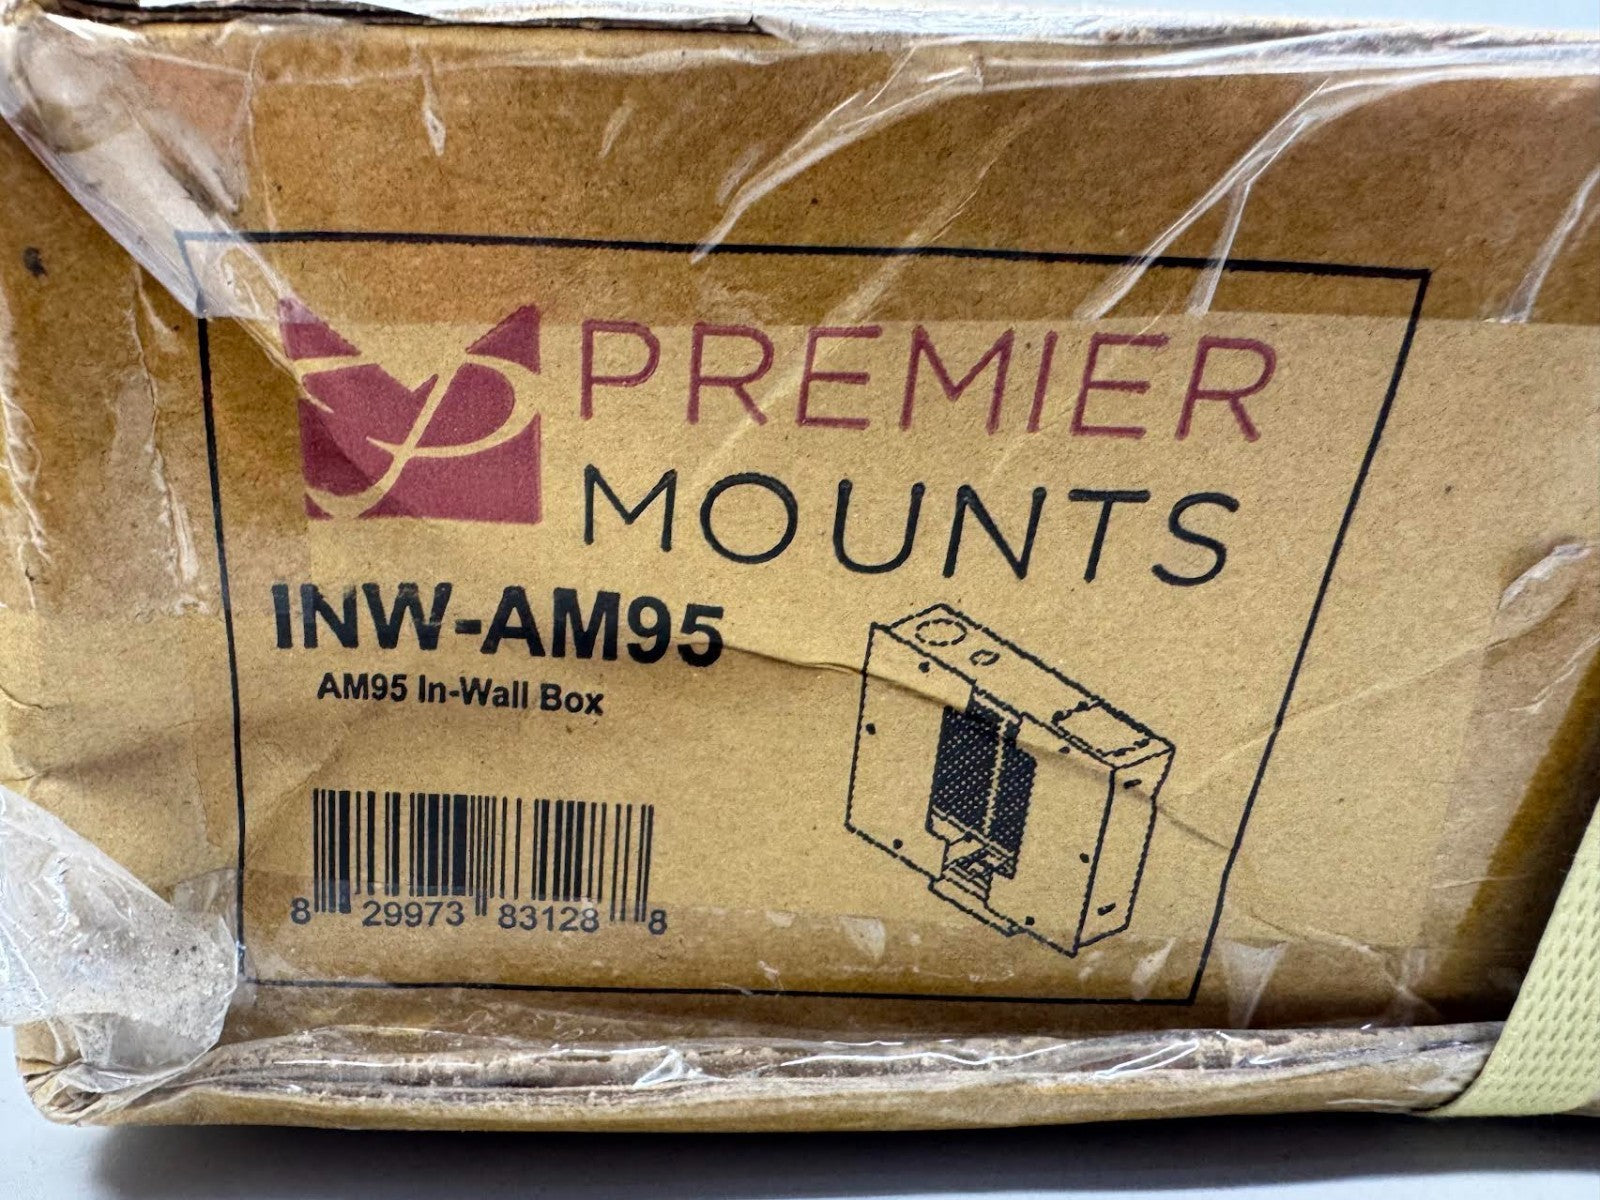 PREMIER
MOUNTS
INW-AM95
AM95 In-Wall Box
8 29973 83128 8